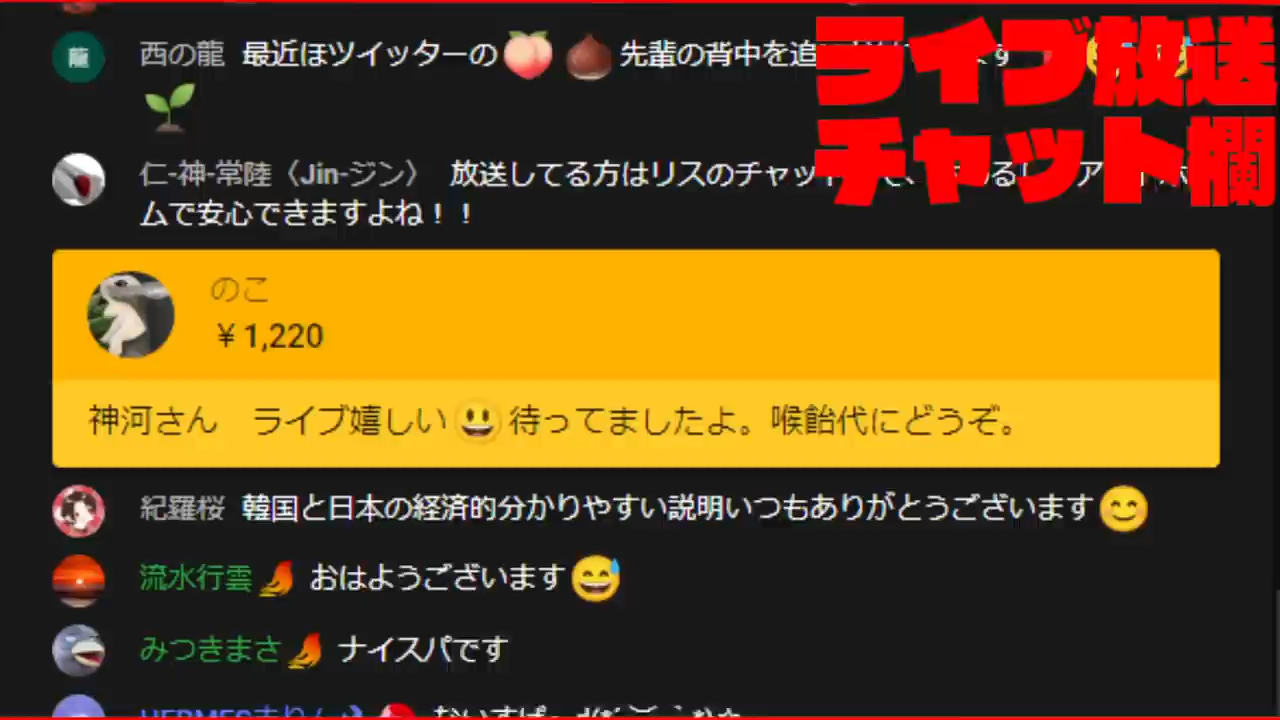 ライブ放送
チャット欄
龍 西の龍 最近ほツイッターの🍑🌰先輩の背中を追
🌱
仁-神-常陸〈Jin-ジン〉 放送してる方はリスのチャッ
ムで安心できますよね！！
のこ
￥1,220
神河さん　ライブ嬉しい😃待ってましたよ。喉飴代にどうぞ。
紀羅桜 韓国と日本の経済的分かりやすい説明いつもありがとうございます😊
流水行雲 おはようございます😅
みつきまさ ナイスパです